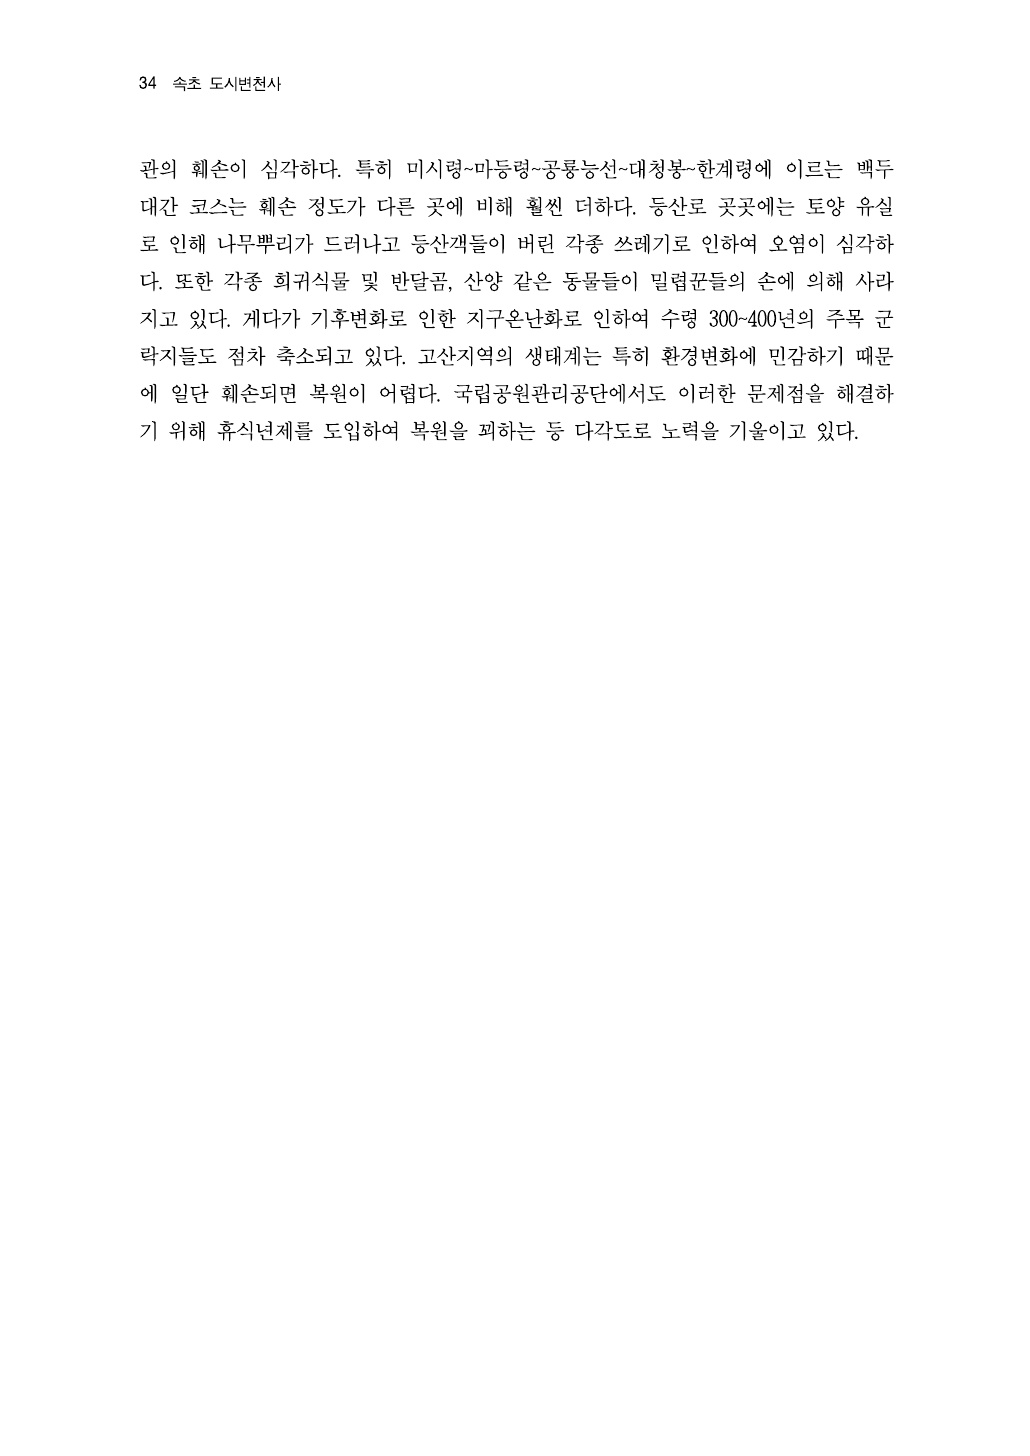 34 속초 도시변천사
관의 훼손이 심각하다. 특히 미시령~마등령~공룡능선~대청봉~한계령에 이르는 백두
대간 코스는 훼손 정도가 다른 곳에 비해 훨씬 더하다. 등산로 곳곳에는 토양 유실
로 인해 나무뿌리가 드러나고 등산객들이 버린 각종 쓰레기로 인하여 오염이 심각하
다. 또한 각종 희귀식물 및 반달곰, 산양 같은 동물들이 밀렵꾼들의 손에 의해 사라
지고 있다. 게다가 기후변화로 인한 지구온난화로 인하여 수령 300~400년의 주목 군
락지들도 점차 축소되고 있다. 고산지역의 생태계는 특히 환경변화에 민감하기 때문
에 일단 훼손되면 복원이 어렵다. 국립공원관리공단에서도 이러한 문제점을 해결하
기 위해 휴식년제를 도입하여 복원을 꾀하는 등 다각도로 노력을 기울이고 있다.